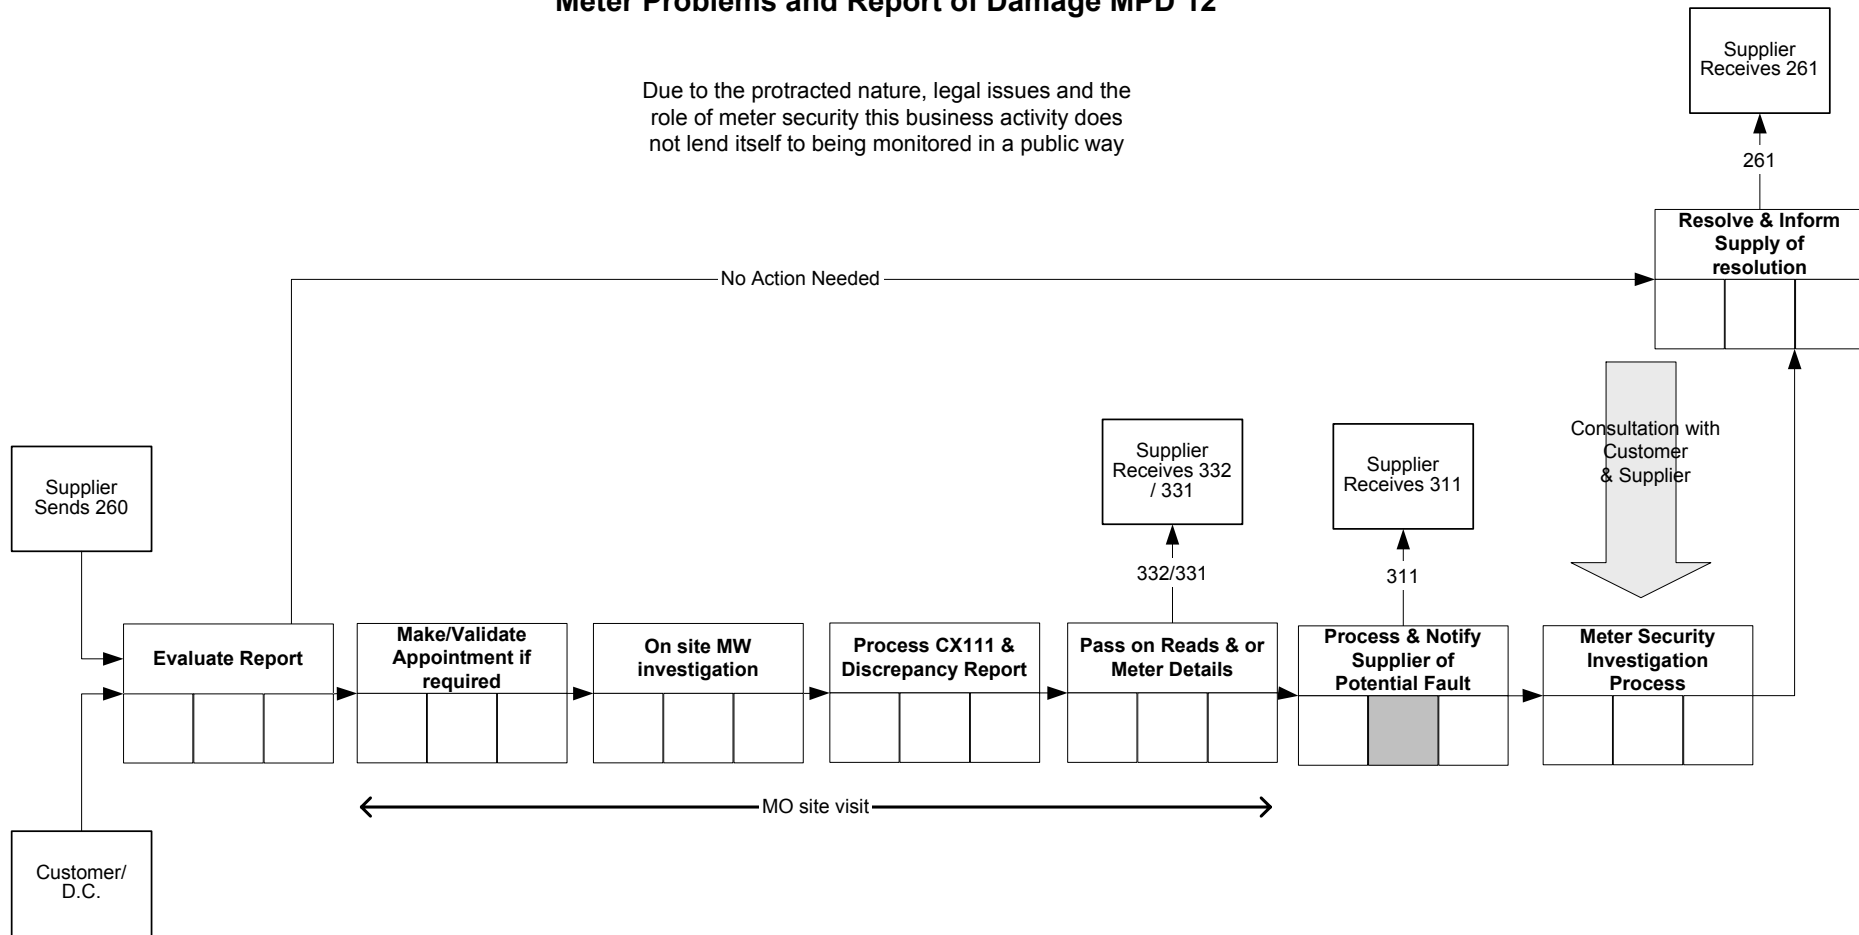 Meter Problems and Report of Damage MPD 12
Due to the protracted nature, legal issues and the
role of meter security this business activity does
not lend itself to being monitored in a public way
Supplier
Receives 261
261
Resolve & Inform
Supply of
resolution
No Action Needed
Consultation with
Customer
& Supplier
Supplier
Sends 260
Supplier
Receives 332
/ 331
Supplier
Receives 311
332/331
311
Evaluate Report
Make/Validate
Appointment if
required
On site MW
investigation
Process CX111 &
Discrepancy Report
Pass on Reads & or
Meter Details
Process & Notify
Supplier of
Potential Fault
Meter Security
Investigation
Process
MO site visit
Customer/
D.C.